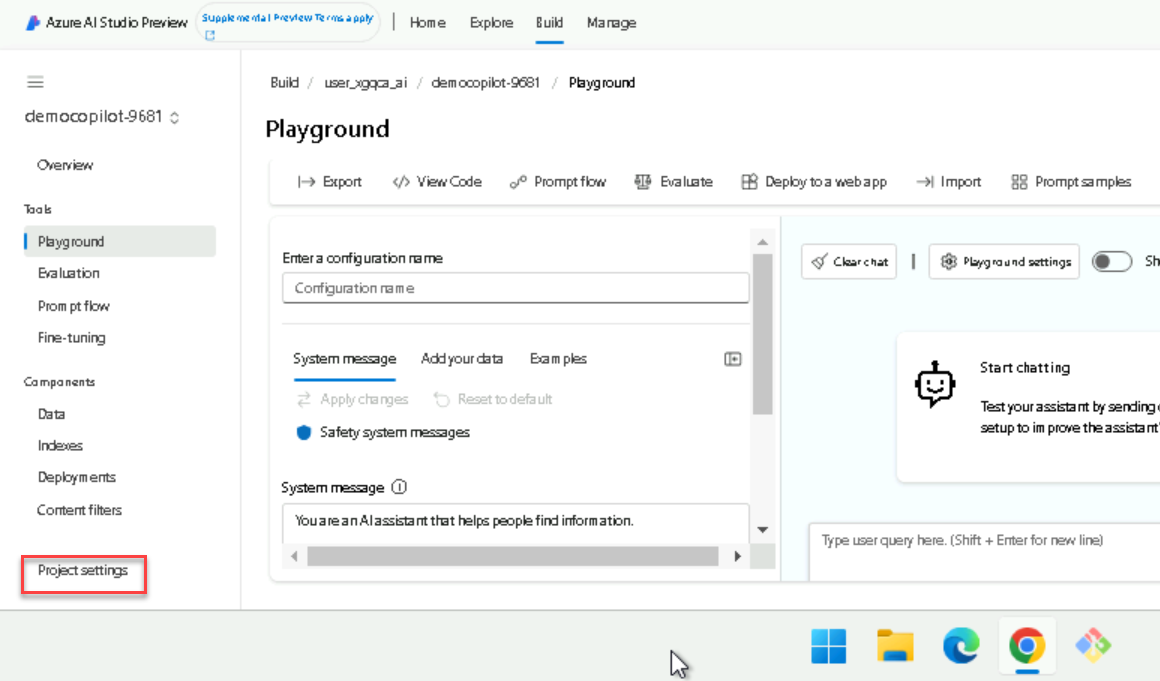 Azure AI Studio Preview
Supplemental Preview Terms apply
Home Explore Build Manage
democopilot-9681
Overview
Tools
Playground
Evaluation
Prompt flow
Fine-tuning
Components
Data
Indexes
Deployments
Content filters
Project settings
Build / user_xgqca_ai / democopilot-9681 / Playground
Playground
Export </> View Code Prompt flow Evaluate Deploy to a web app Import Prompt samples
Enter a configuration name
Configuration name
System message Add your data Examples
Apply changes Reset to default
Safety system messages
System message
You are an AI assistant that helps people find information.
Clear chat | Playground settings
Start chatting
Test your assistant by sending
setup to improve the assistant'
Type user query here. (Shift + Enter for new line)